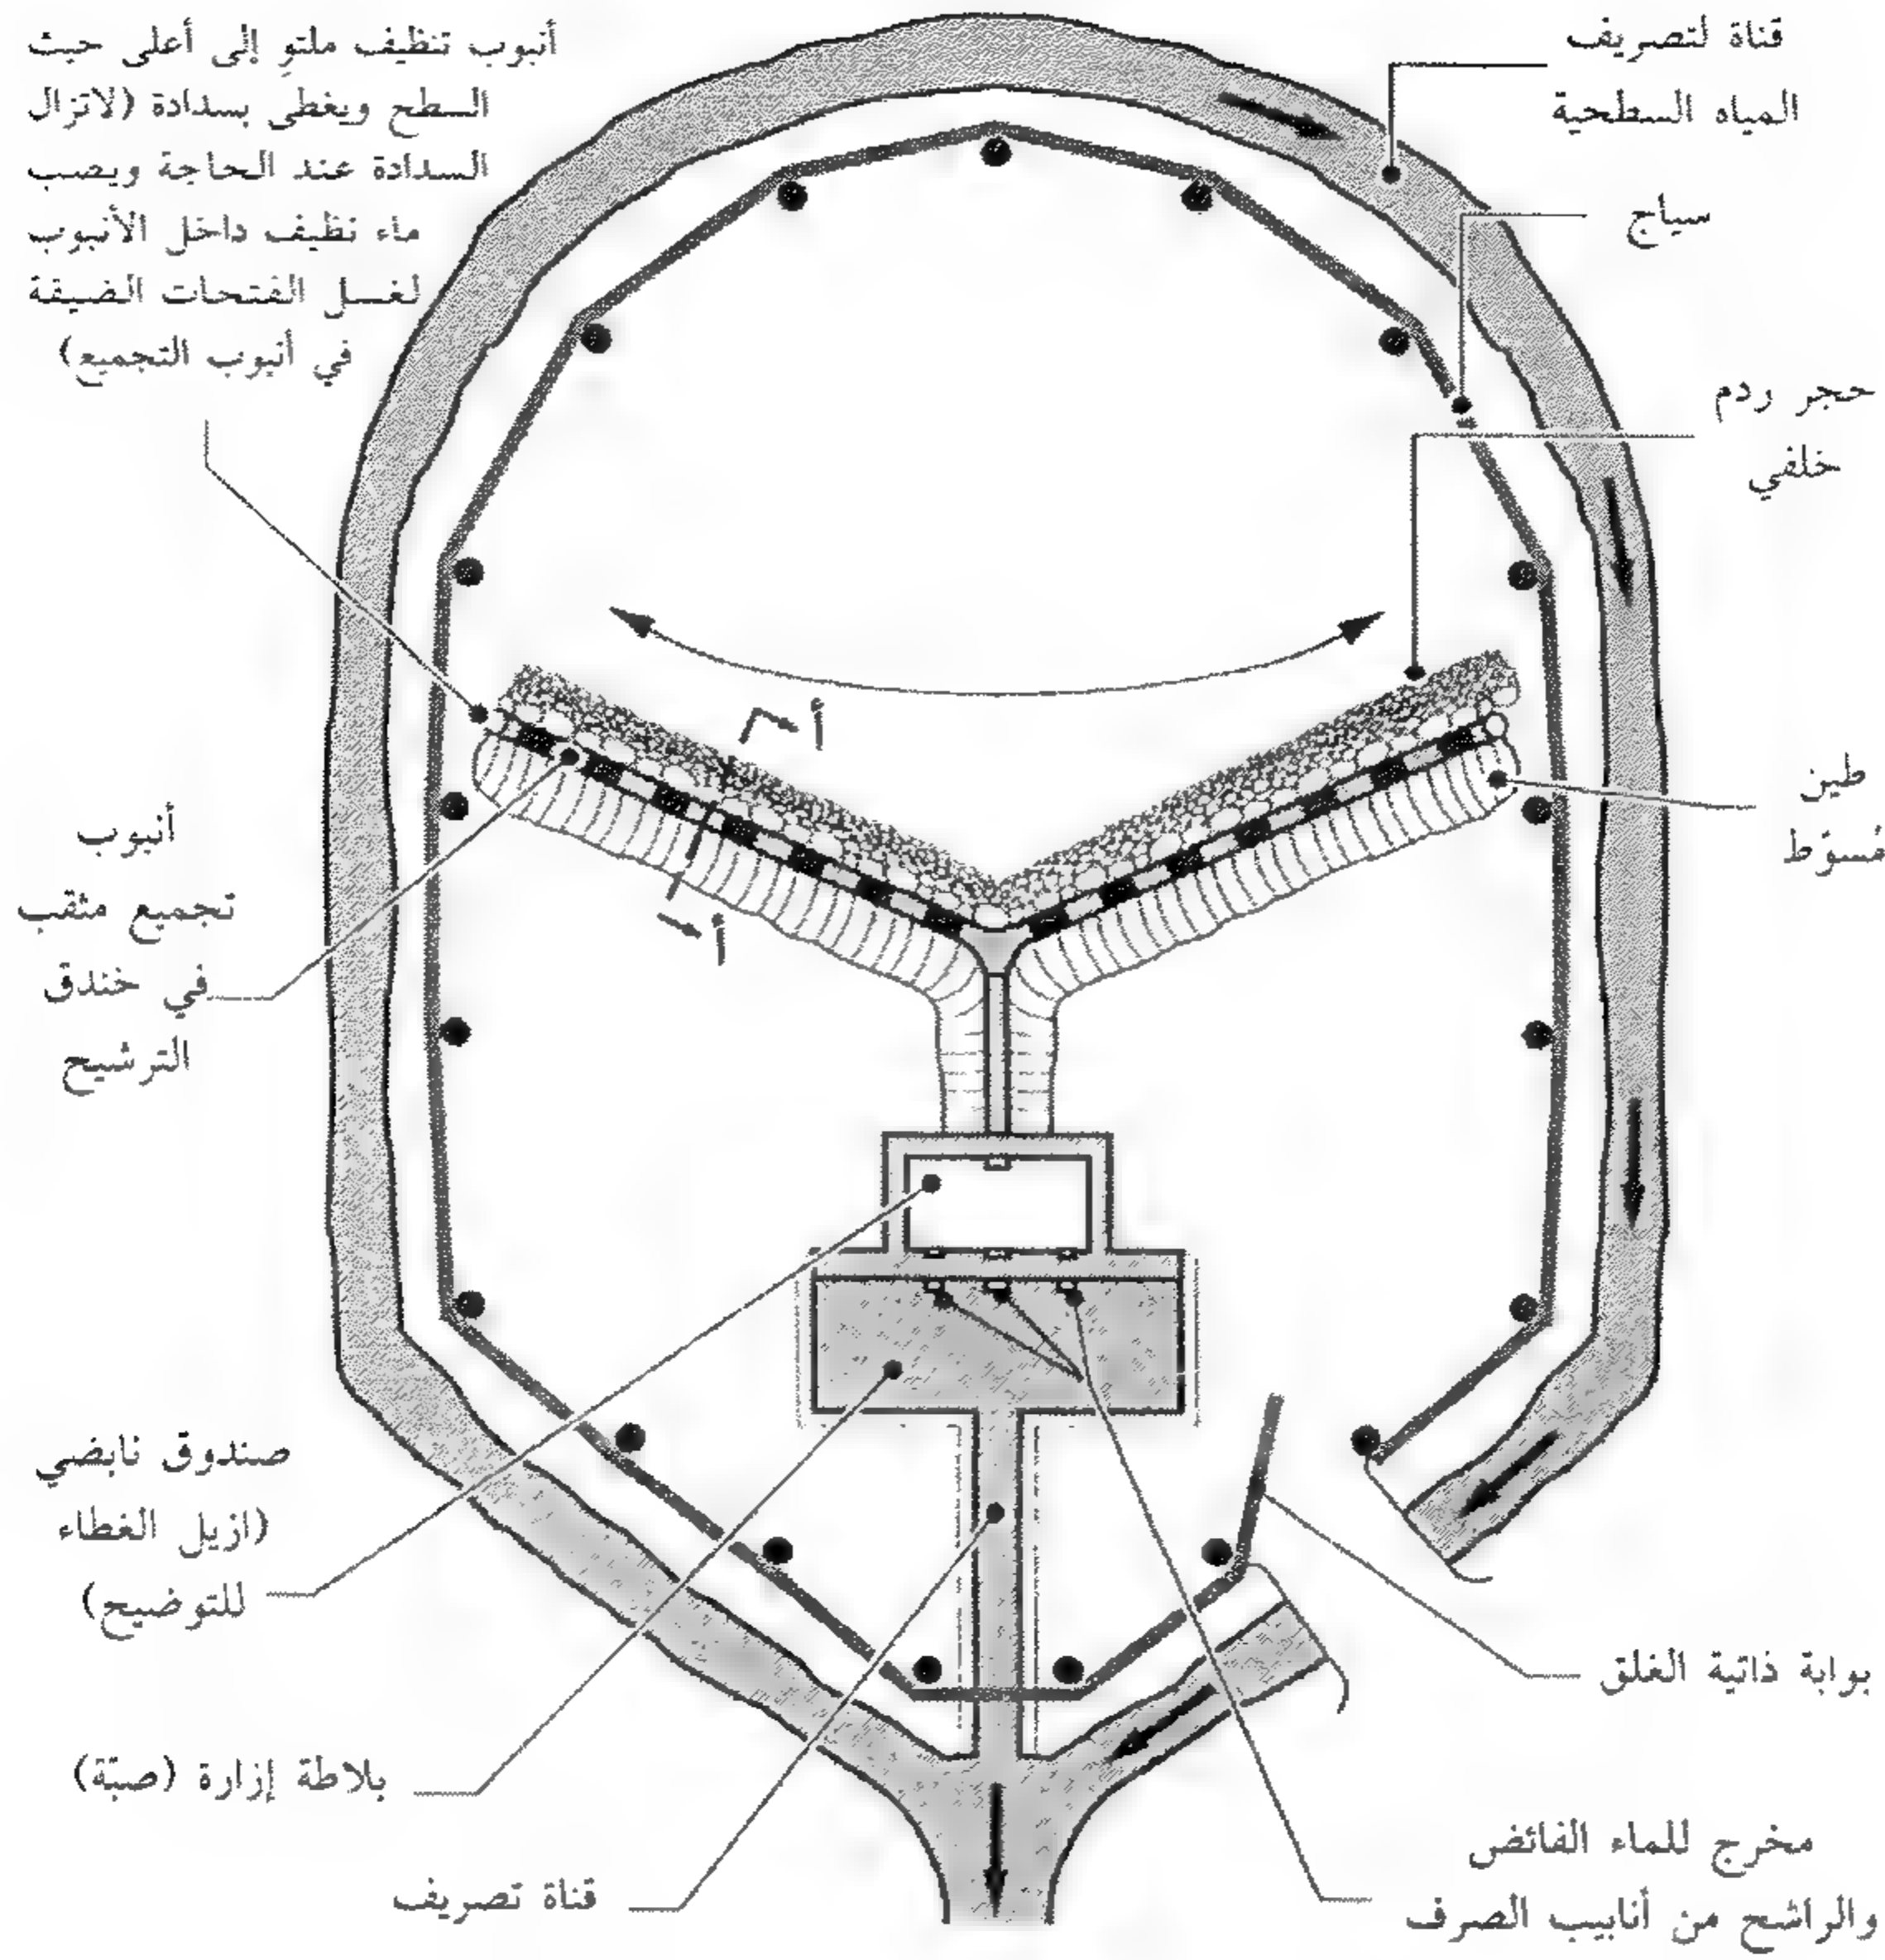 قناة لتصريف
المياه السطحية
سياج
حجر ردم
خلفي
طين
مُسوّط
بوابة ذاتية الغلق
مخرج للماء الفائض
والراشح من أنابيب الصرف
أنبوب تنظيف ملتوٍ إلى أعلى حيث
السطح ويغطى بسدادة (لاتزال
السدادة عند الحاجة ويصب
ماء نظيف داخل الأنبوب
لغسل الفتحات الضيقة
في أنبوب التجميع)
أ
أ
أنبوب
تجميع مثقب
في خندق
الترشيح
صندوق نابضي
(ازيل الغطاء
للتوضيح)
بلاطة إزارة (صبّة)
قناة تصريف